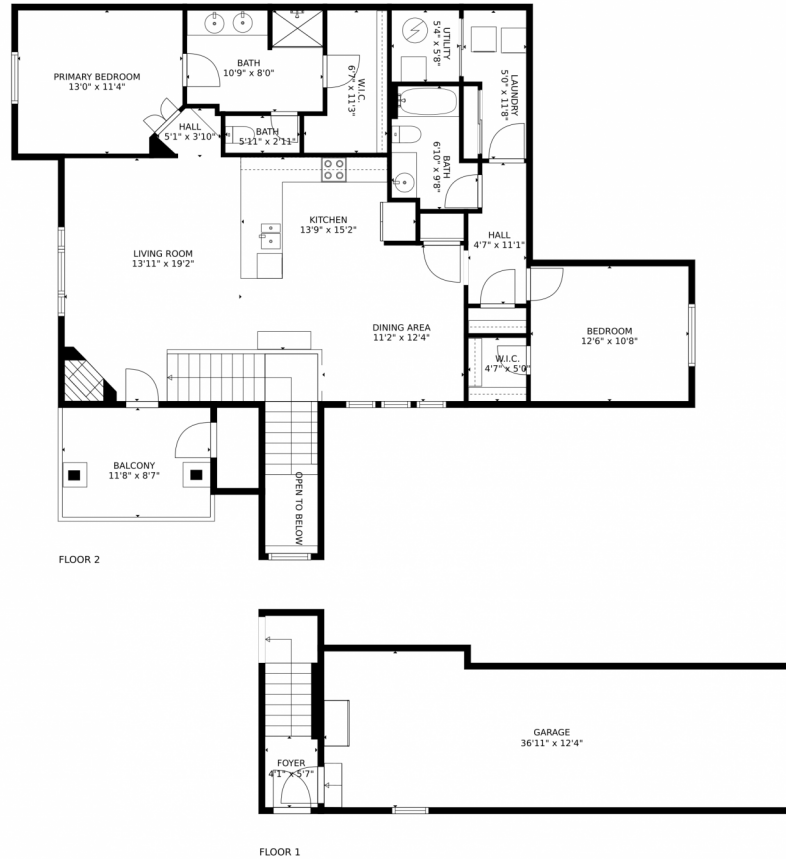 PRIMARY BEDROOM
13'0" x 11'4"
BATH
10'9" x 8'0"
W.I.C.
6'7" x 11'3"
UTILITY
5'4" x 5'8"
LAUNDRY
5'0" x 11'8"
HALL
5'1" x 3'10"
BATH
5'11" x 2'11"
BATH
6'10" x 9'8"
KITCHEN
13'9" x 15'2"
HALL
4'7" x 11'1"
LIVING ROOM
13'11" x 19'2"
DINING AREA
11'2" x 12'4"
BEDROOM
12'6" x 10'8"
W.I.C.
4'7" x 5'0"
BALCONY
11'8" x 8'7"
OPEN TO BELOW
FLOOR 2
GARAGE
36'11" x 12'4"
FOYER
4'1" x 5'7"
FLOOR 1